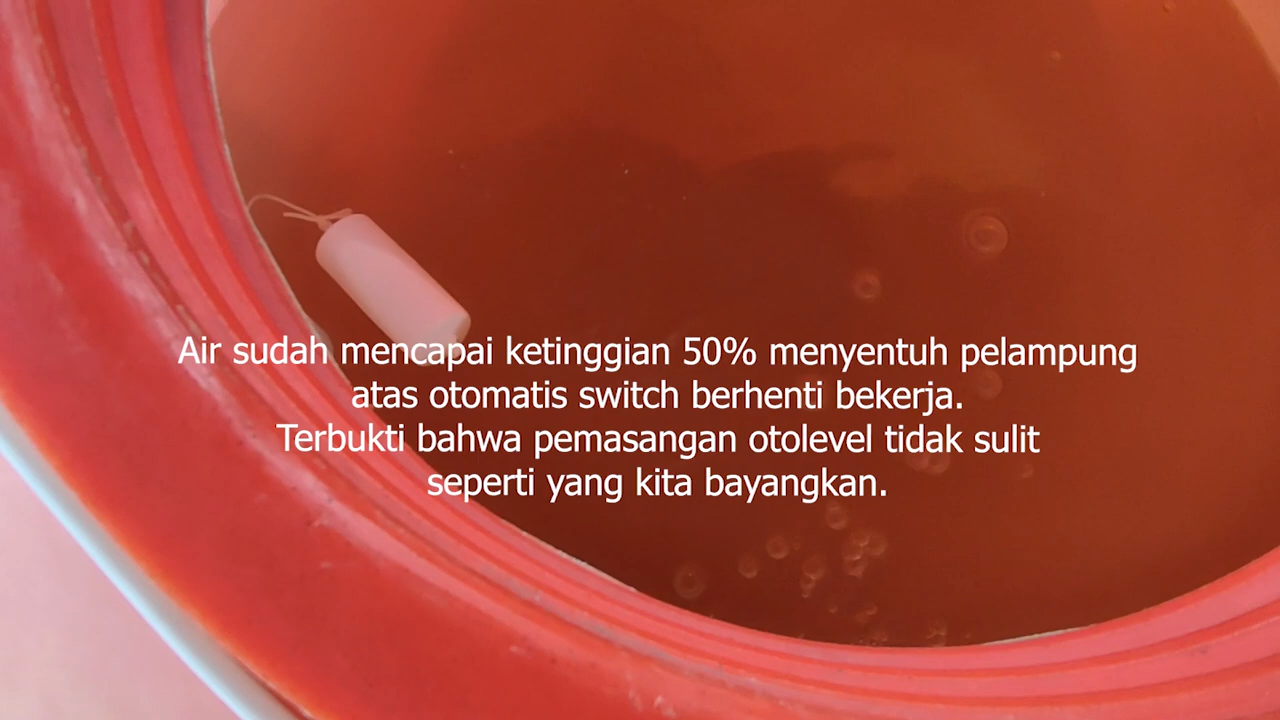 Air sudah mencapai ketinggian 50% menyentuh pelampung
atas otomatis switch berhenti bekerja.
Terbukti bahwa pemasangan otolevel tidak sulit
seperti yang kita bayangkan.